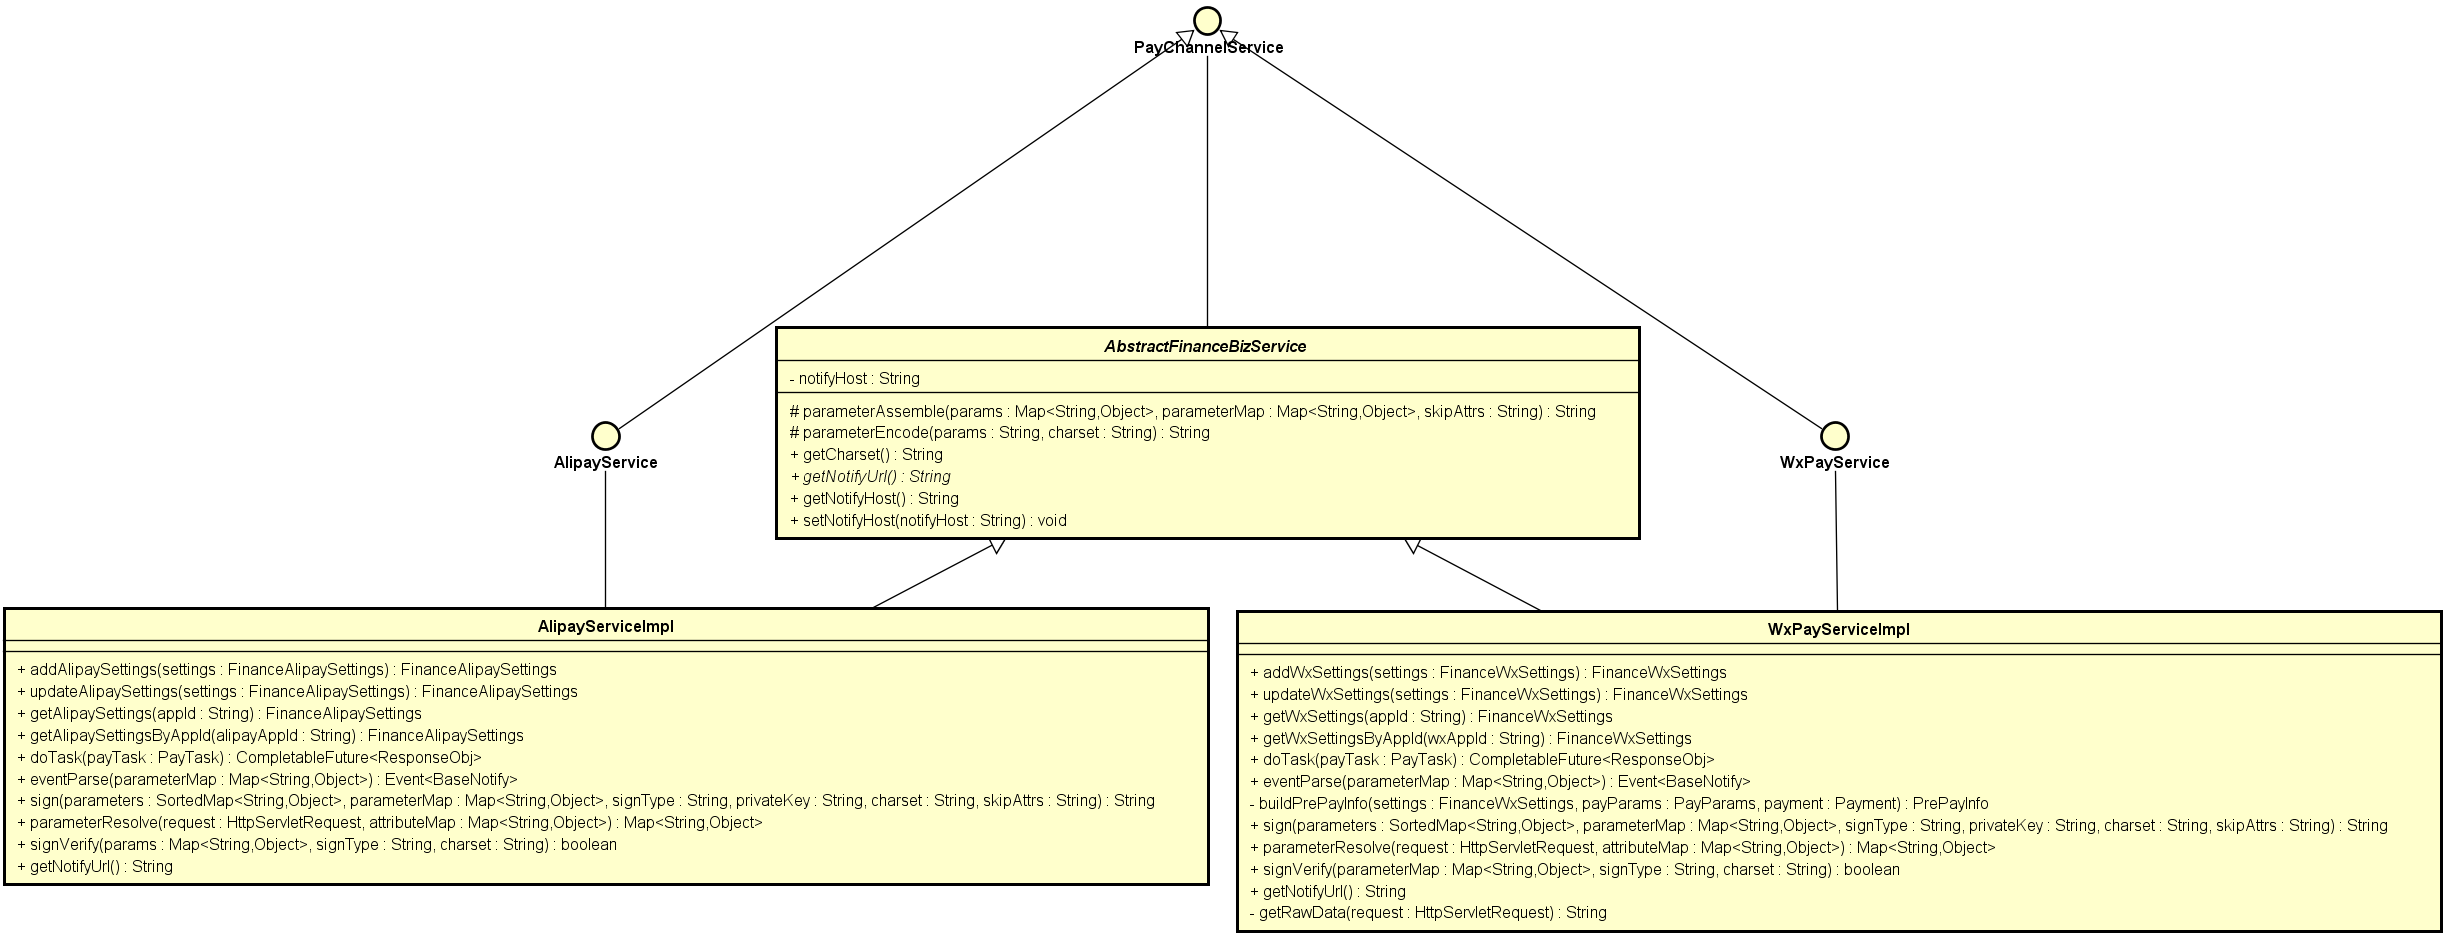 PayChannelService
AbstractFinanceBizService
- notifyHost : String
# parameterAssemble(params : Map<String,Object>, parameterMap : Map<String,Object>, skipAttrs : String) : String
# parameterEncode(params : String, charset : String) : String
+ getCharset() : String
+ getNotifyUrl() : String
+ getNotifyHost() : String
+ setNotifyHost(notifyHost : String) : void
AlipayService
WxPayService
AlipayServiceImpl
+ addAlipaySettings(settings : FinanceAlipaySettings) : FinanceAlipaySettings
+ updateAlipaySettings(settings : FinanceAlipaySettings) : FinanceAlipaySettings
+ getAlipaySettings(appId : String) : FinanceAlipaySettings
+ getAlipaySettingsByAppId(alipayAppId : String) : FinanceAlipaySettings
+ doTask(payTask : PayTask) : CompletableFuture<ResponseObj>
+ eventParse(parameterMap : Map<String,Object>) : Event<BaseNotify>
+ sign(parameters : SortedMap<String,Object>, parameterMap : Map<String,Object>, signType : String, privateKey : String, charset : String, skipAttrs : String) : String
+ parameterResolve(request : HttpServletRequest, attributeMap : Map<String,Object>) : Map<String,Object>
+ signVerify(params : Map<String,Object>, signType : String, charset : String) : boolean
+ getNotifyUrl() : String
WxPayServiceImpl
+ addWxSettings(settings : FinanceWxSettings) : FinanceWxSettings
+ updateWxSettings(settings : FinanceWxSettings) : FinanceWxSettings
+ getWxSettings(appId : String) : FinanceWxSettings
+ getWxSettingsByAppId(wxAppId : String) : FinanceWxSettings
+ doTask(payTask : PayTask) : CompletableFuture<ResponseObj>
+ eventParse(parameterMap : Map<String,Object>) : Event<BaseNotify>
- buildPrePayInfo(settings : FinanceWxSettings, payParams : PayParams, payment : Payment) : PrePayInfo
+ sign(parameters : SortedMap<String,Object>, parameterMap : Map<String,Object>, signType : String, privateKey : String, charset : String, skipAttrs : String) : String
+ parameterResolve(request : HttpServletRequest, attributeMap : Map<String,Object>) : Map<String,Object>
+ signVerify(parameterMap : Map<String,Object>, signType : String, charset : String) : boolean
+ getNotifyUrl() : String
- getRawData(request : HttpServletRequest) : String